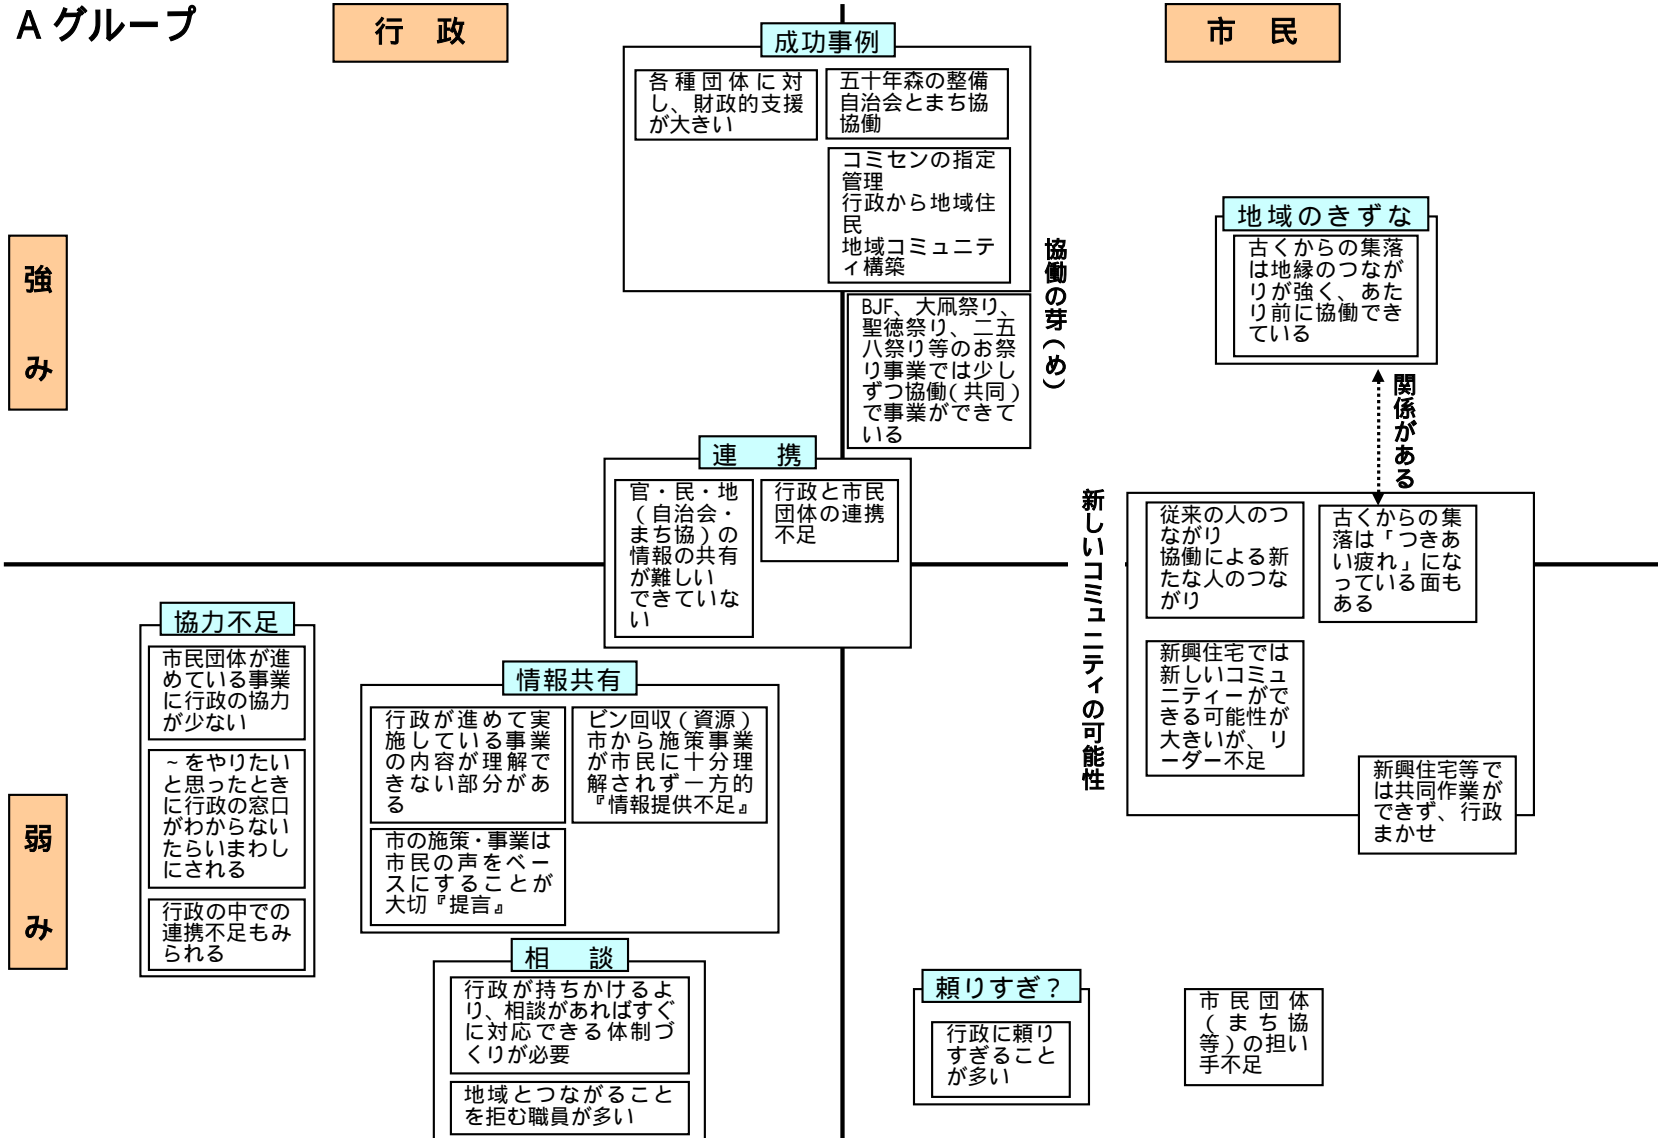 Aグループ
行 政
市 民
強み
弱み
成功事例
各種団体に対
し、財政的支援
が大きい
五十年森の整備
自治会とまち協
協働
コミセンの指定
管理
行政から地域住
民
地域コミュニテ
ィ構築
協働の芽（め）
BJF、大凧祭り、
聖徳祭り、二五
八祭り等のお祭
り事業では少し
ずつ協働（共同）
で事業ができて
いる
地域のきずな
古くからの集落
は地縁のつなが
りが強く、あた
り前に協働でき
ている
関係がある
連 携
官・民・地
（自治会・
まち協）の
情報の共有
が難しい
できていな
い
行政と市民
団体の連携
不足
新しいコミュニティの可能性
従来の人のつ
ながり
協働による新
たな人のつな
がり
古くからの集
落は「つきあ
い疲れ」にな
っている面も
ある
新興住宅では
新しいコミュ
ニティーがで
きる可能性が
大きいが、リ
ーダー不足
新興住宅等で
は共同作業が
できず、行政
まかせ
協力不足
市民団体が進
めている事業
に行政の協力
が少ない
～をやりたい
と思ったとき
に行政の窓口
がわからない
たらいまわし
にされる
行政の中での
連携不足もみ
られる
情報共有
行政が進めて実
施している事業
の内容が理解で
きない部分があ
る
ビン回収（資源）
市から施策事業
が市民に十分理
解されず一方的
『情報提供不足』
市の施策・事業は
市民の声をベー
スにすることが
大切『提言』
相 談
行政が持ちかけるよ
り、相談があればすぐ
に対応できる体制づ
くりが必要
地域とつながること
を拒む職員が多い
頼りすぎ？
行政に頼り
すぎること
が多い
市民団体
（まち協
等）の担い
手不足